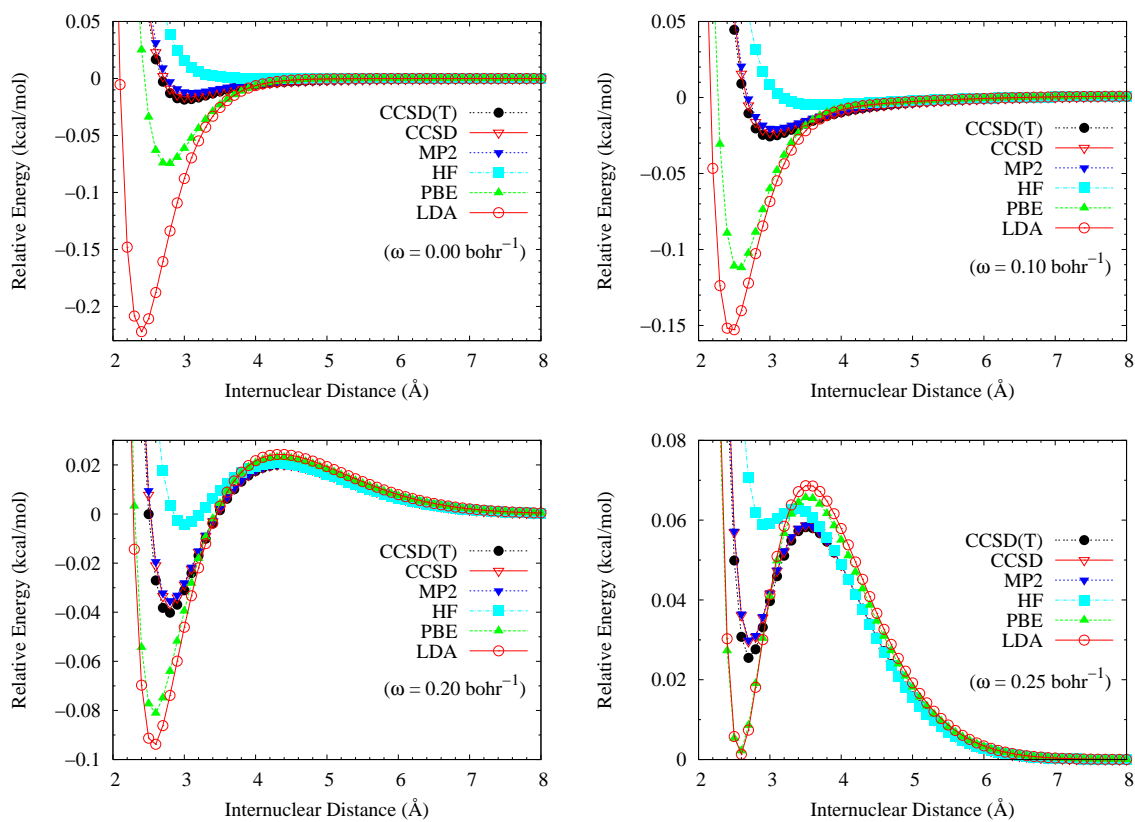 0.05
0
−0.05
−0.1
−0.15
−0.2
Relative Energy (kcal/mol)
CCSD(T)
CCSD
MP2
HF
PBE
LDA
(ω = 0.00 bohr−1)
2 3 4 5 6 7 8
Internuclear Distance (Å)
0.05
0
−0.05
−0.1
−0.15
Relative Energy (kcal/mol)
CCSD(T)
CCSD
MP2
HF
PBE
LDA
(ω = 0.10 bohr−1)
2 3 4 5 6 7 8
Internuclear Distance (Å)
0.02
0
−0.02
−0.04
−0.06
−0.08
−0.1
Relative Energy (kcal/mol)
CCSD(T)
CCSD
MP2
HF
PBE
LDA
(ω = 0.20 bohr−1)
2 3 4 5 6 7 8
Internuclear Distance (Å)
0.08
0.06
0.04
0.02
0
Relative Energy (kcal/mol)
CCSD(T)
CCSD
MP2
HF
PBE
LDA
(ω = 0.25 bohr−1)
2 3 4 5 6 7 8
Internuclear Distance (Å)